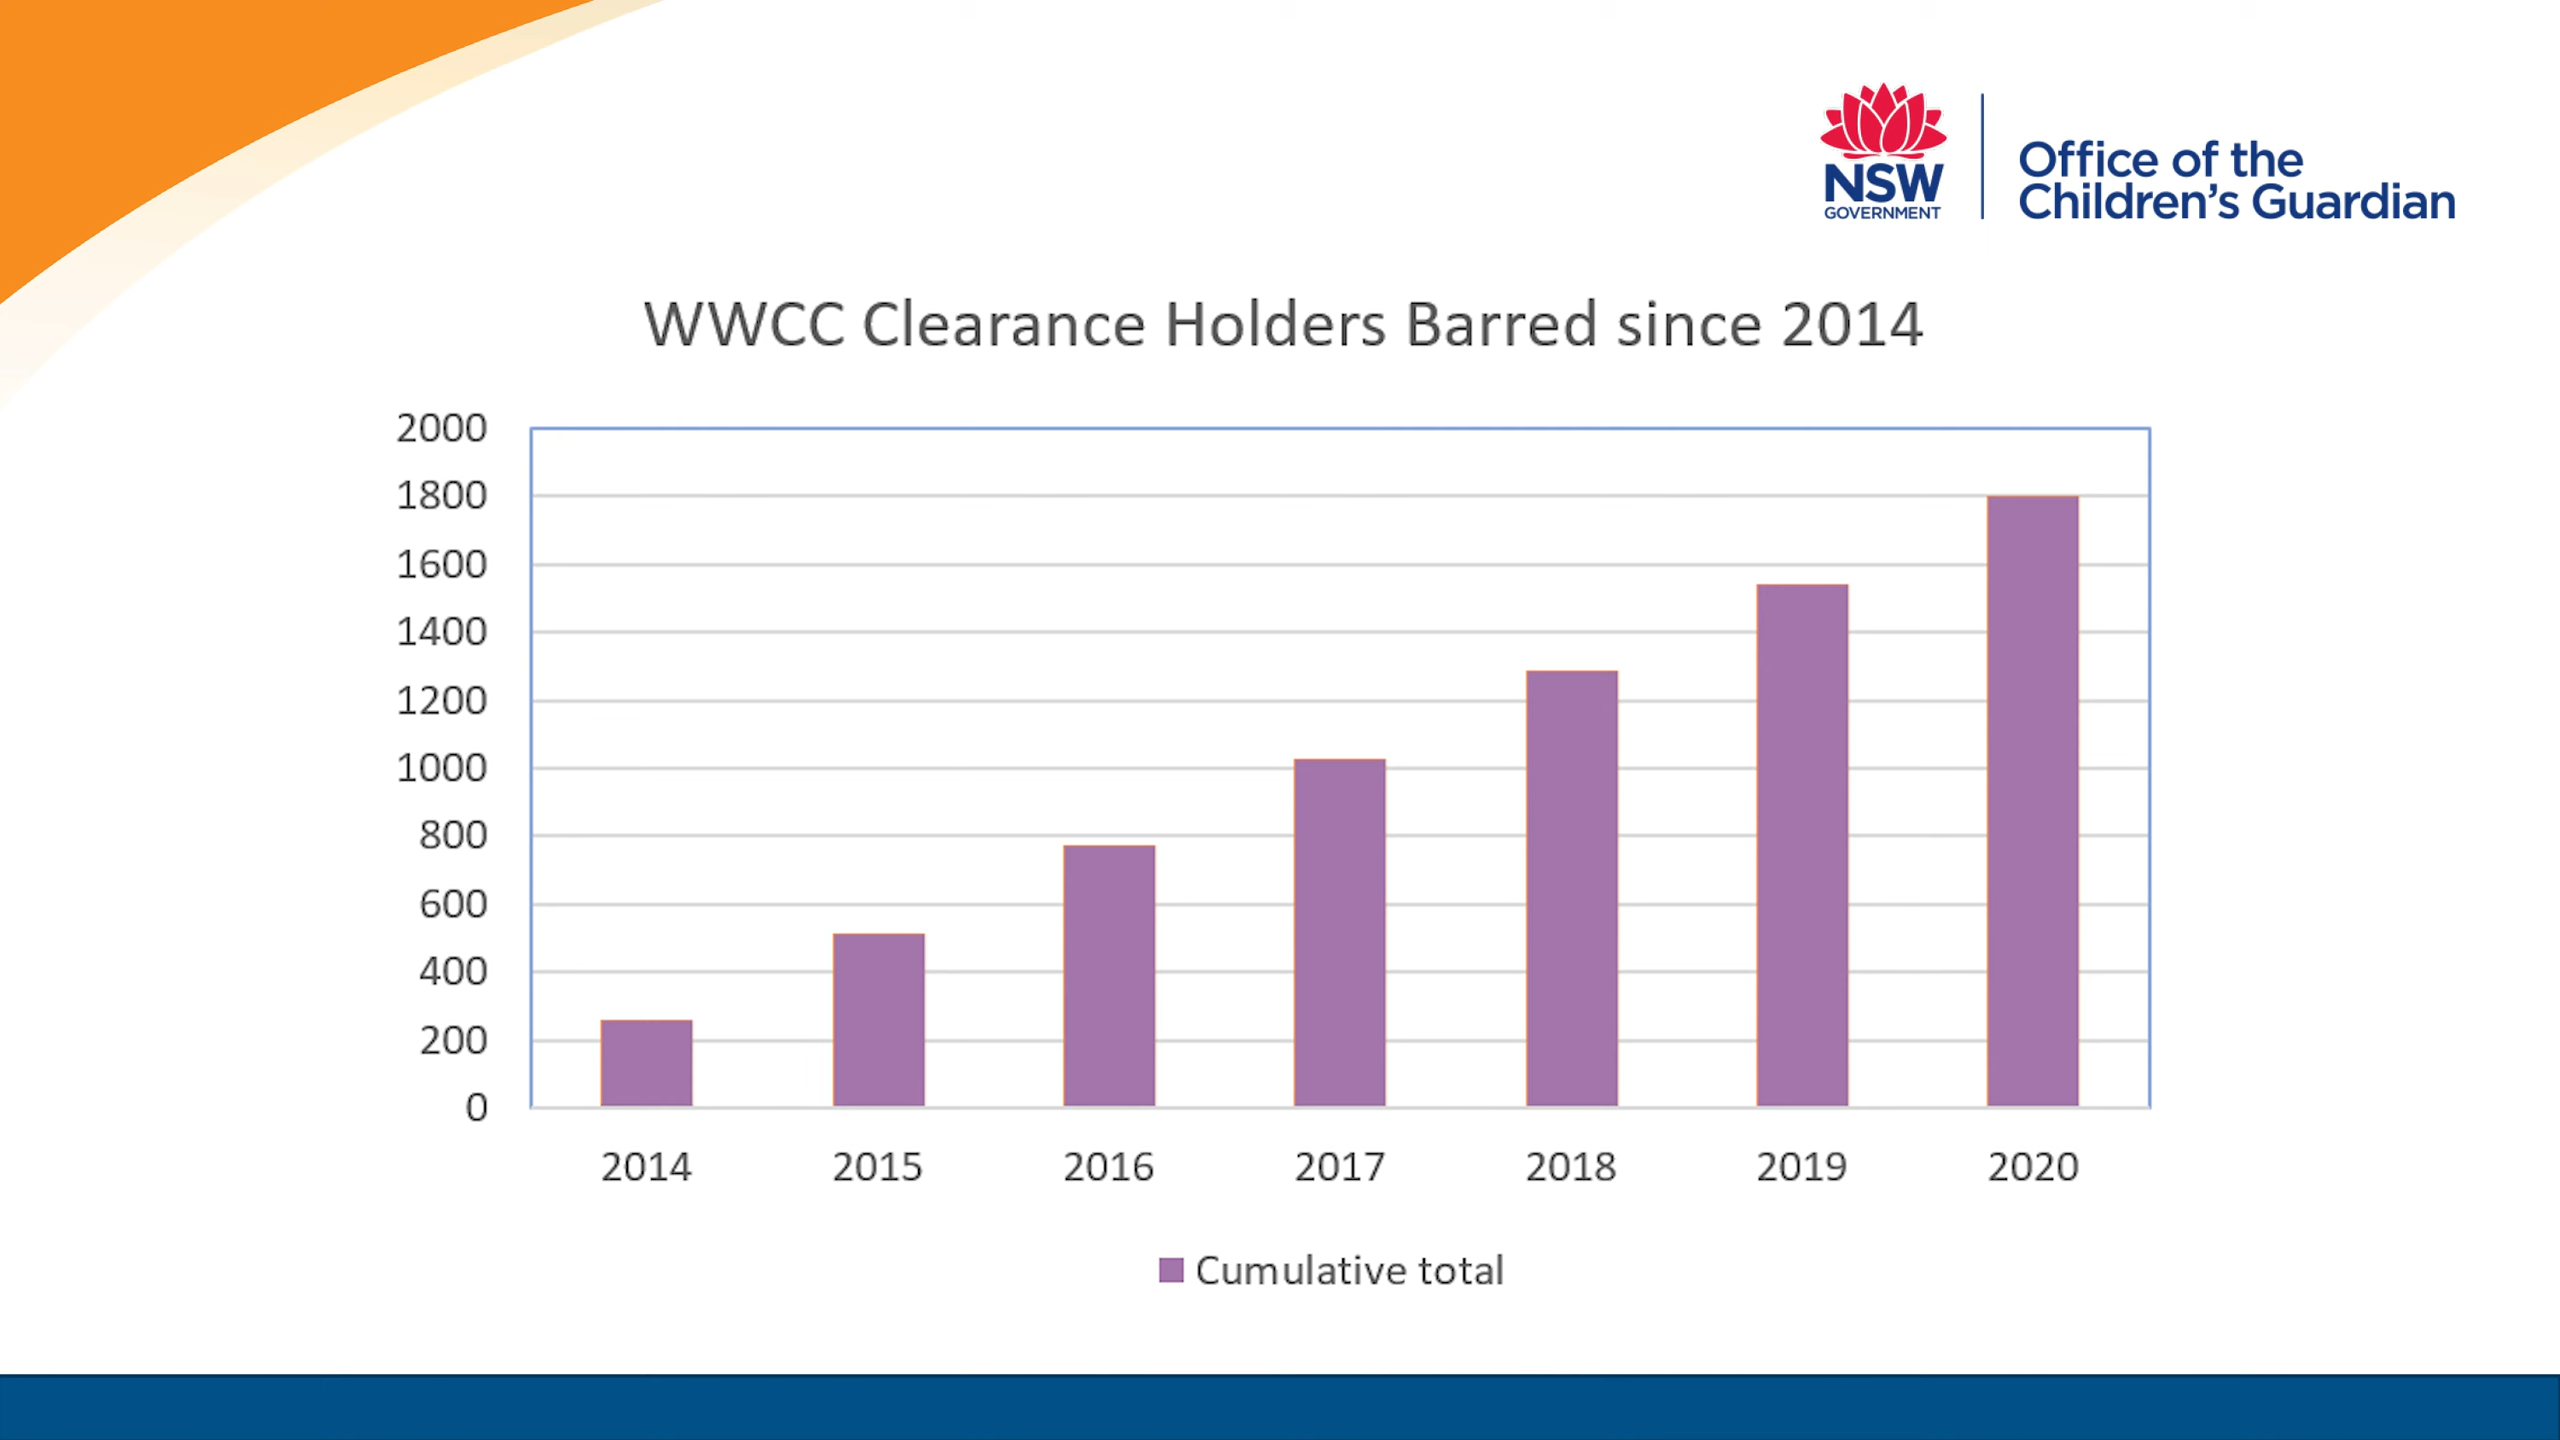 NSW
GOVERNMENT
Office of the
Children's Guardian
WWCC Clearance Holders Barred since 2014
2000
1800
1600
1400
1200
1000
800
600
400
200
0
2014 2015 2016 2017 2018 2019 2020
Cumulative total